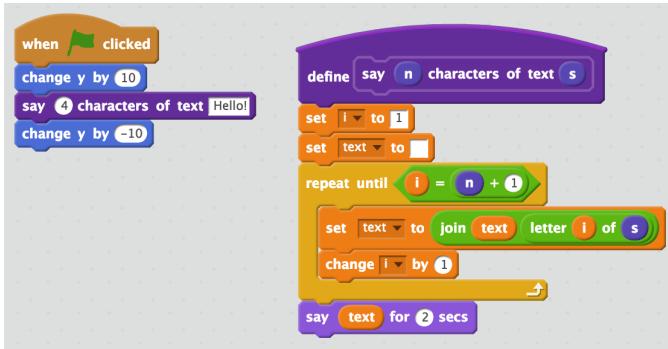 when clicked
change y by 10
say 4 characters of text Hello!
change y by -10
define say n characters of text s
set i to 1
set text to
repeat until i = n + 1
set text to join text letter i of s
change i by 1
say text for 2 secs